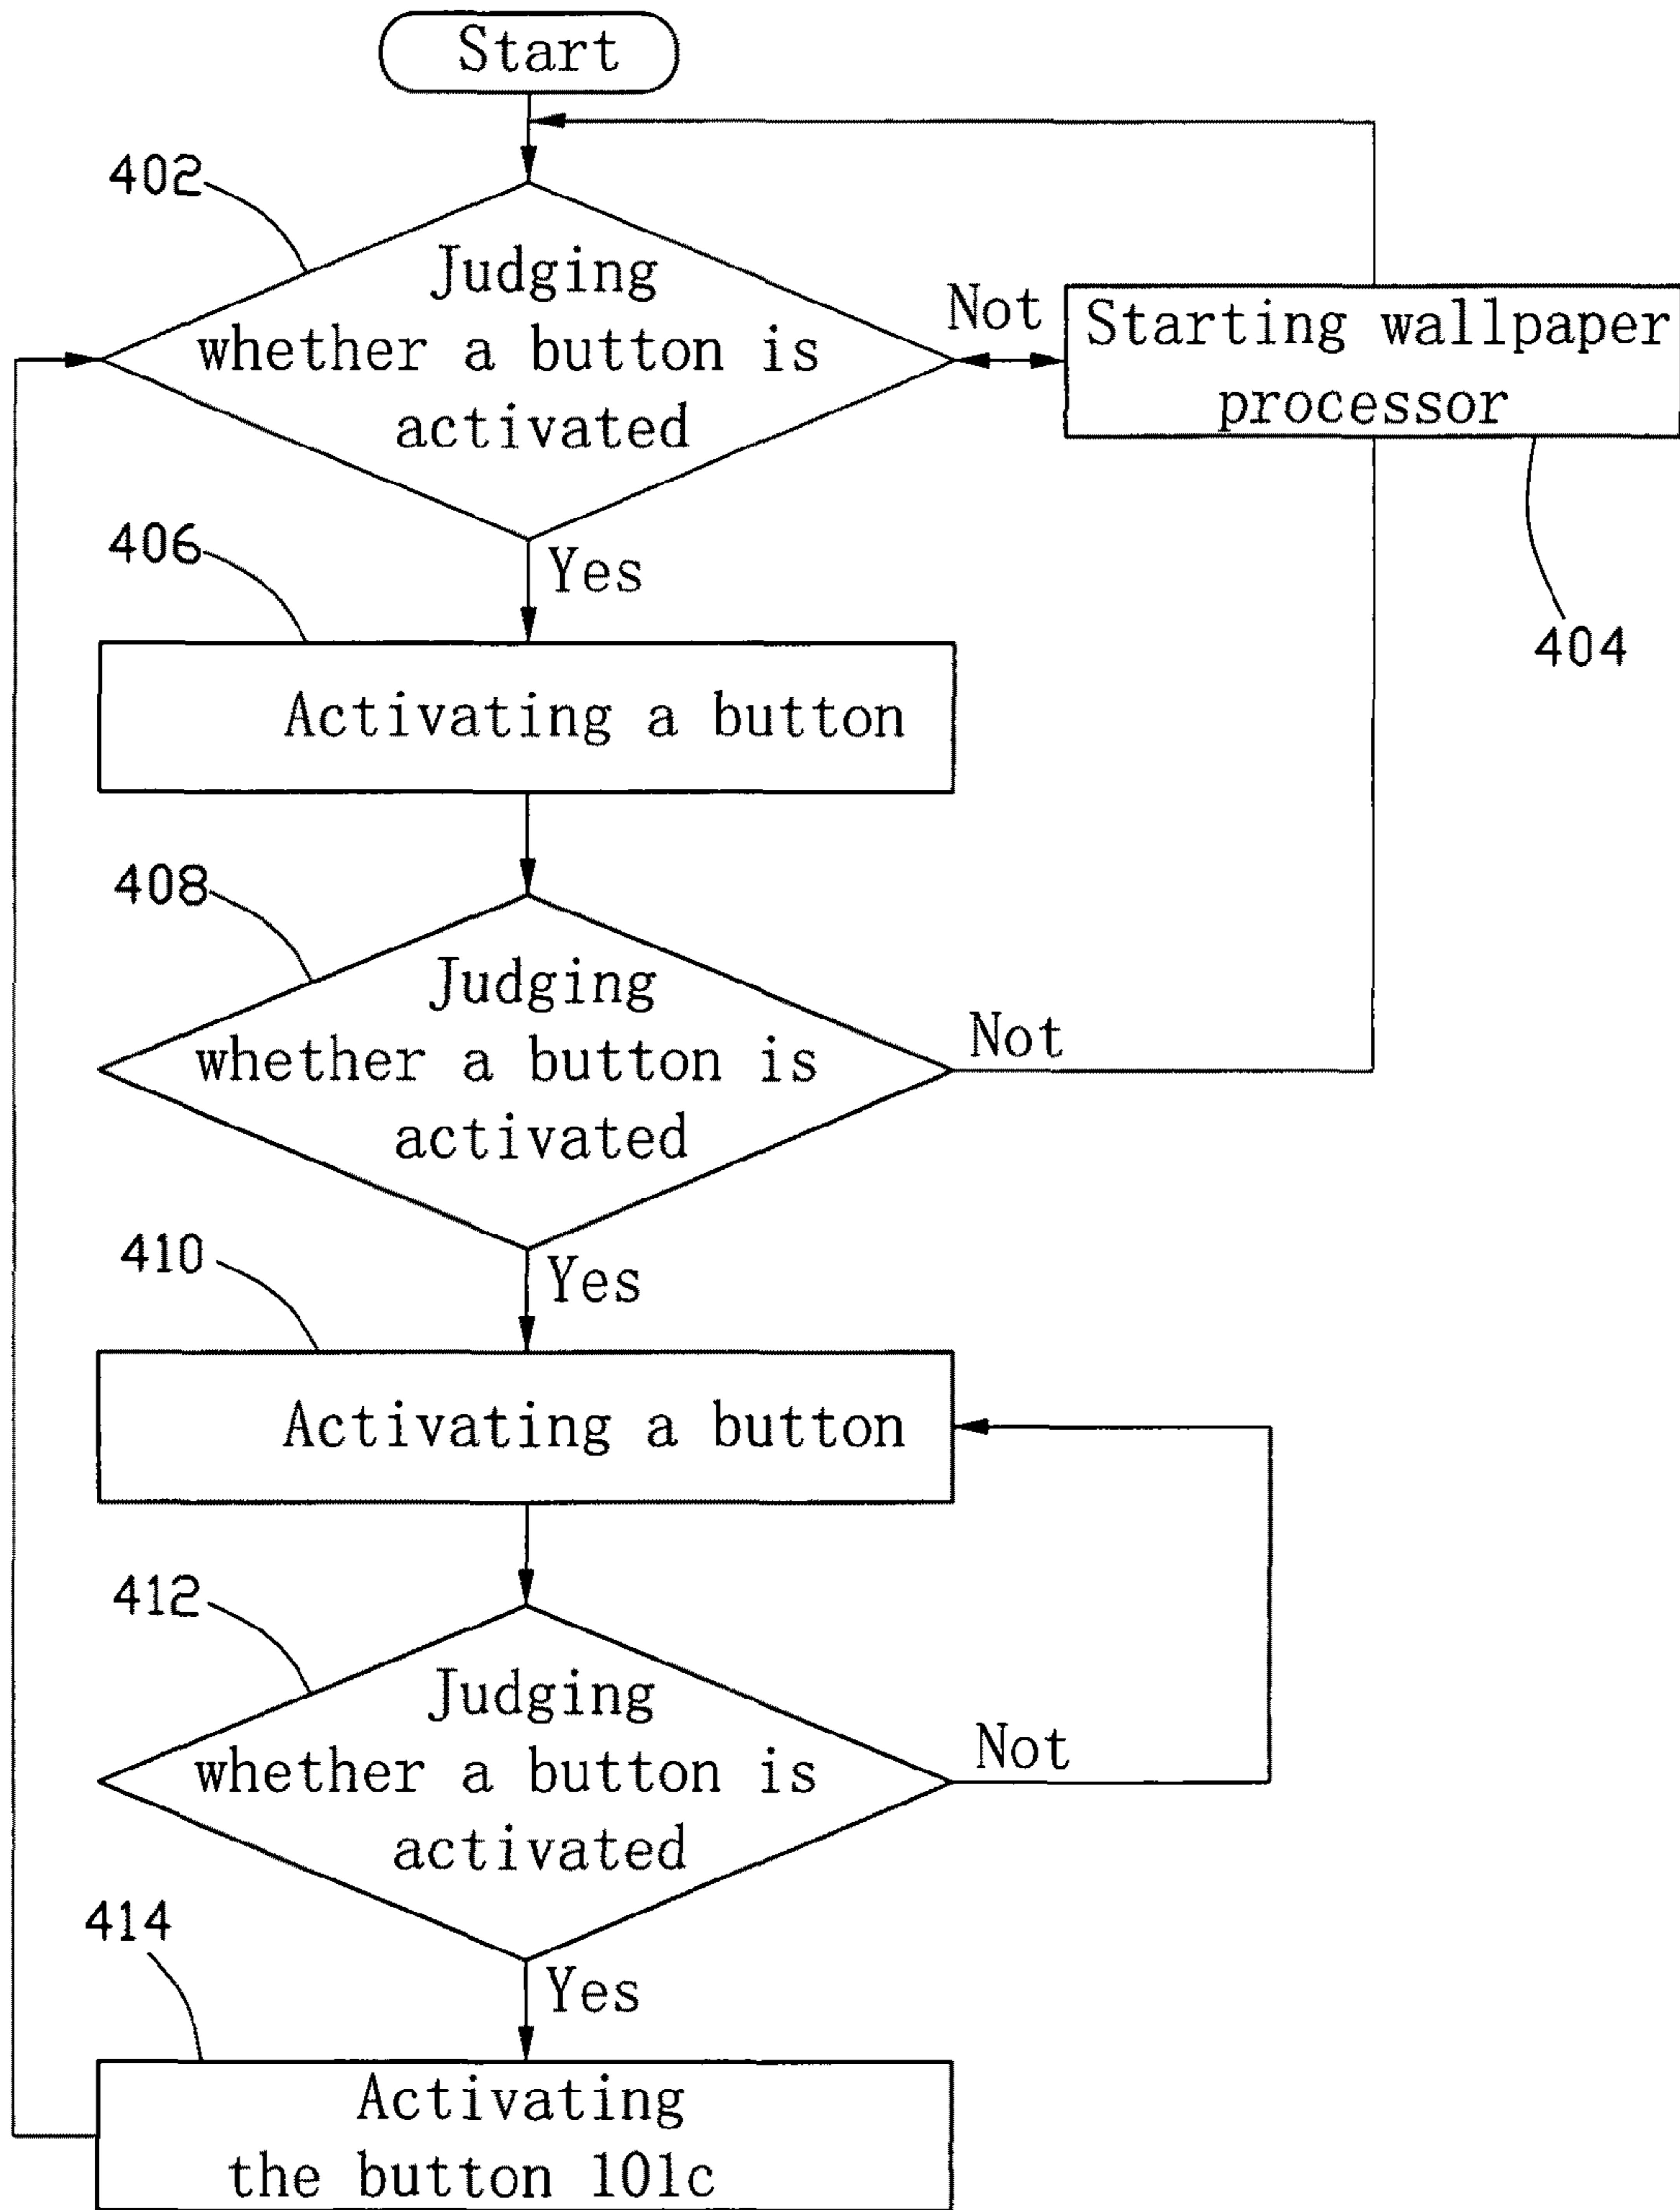 Start
402
Judging
whether a button is
activated
Not
Starting wallpaper
processor
404
406
Yes
Activating a button
408
Judging
whether a button is
activated
Not
410
Yes
Activating a button
412
Judging
whether a button is
activated
Not
414
Yes
Activating
the button 101c